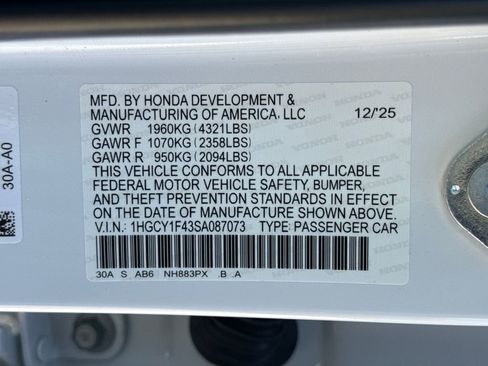 MFD. BY HONDA DEVELOPMENT &
MANUFACTURING OF AMERICA, LLC 12/'25
GVWR 1960KG (4321LBS)
GAWR F 1070KG (2358LBS)
GAWR R 950KG (2094LBS)
THIS VEHICLE CONFORMS TO ALL APPLICABLE
FEDERAL MOTOR VEHICLE SAFETY, BUMPER,
AND THEFT PREVENTION STANDARDS IN EFFECT
ON THE DATE OF MANUFACTURE SHOWN ABOVE.
V.I.N.: 1HGCY1F43SA087073 TYPE: PASSENGER CAR
30A S AB6 NH883PX .B .A
30A-A0